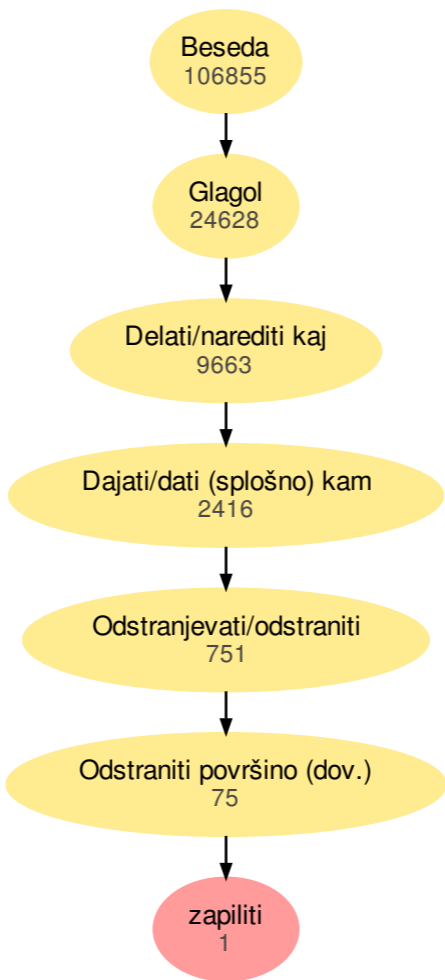 Beseda
106855
Glagol
24628
Delati/narediti kaj
9663
Dajati/dati (splošno) kam
2416
Odstranjevati/odstraniti
751
Odstraniti površino (dov.)
75
zapiliti
1